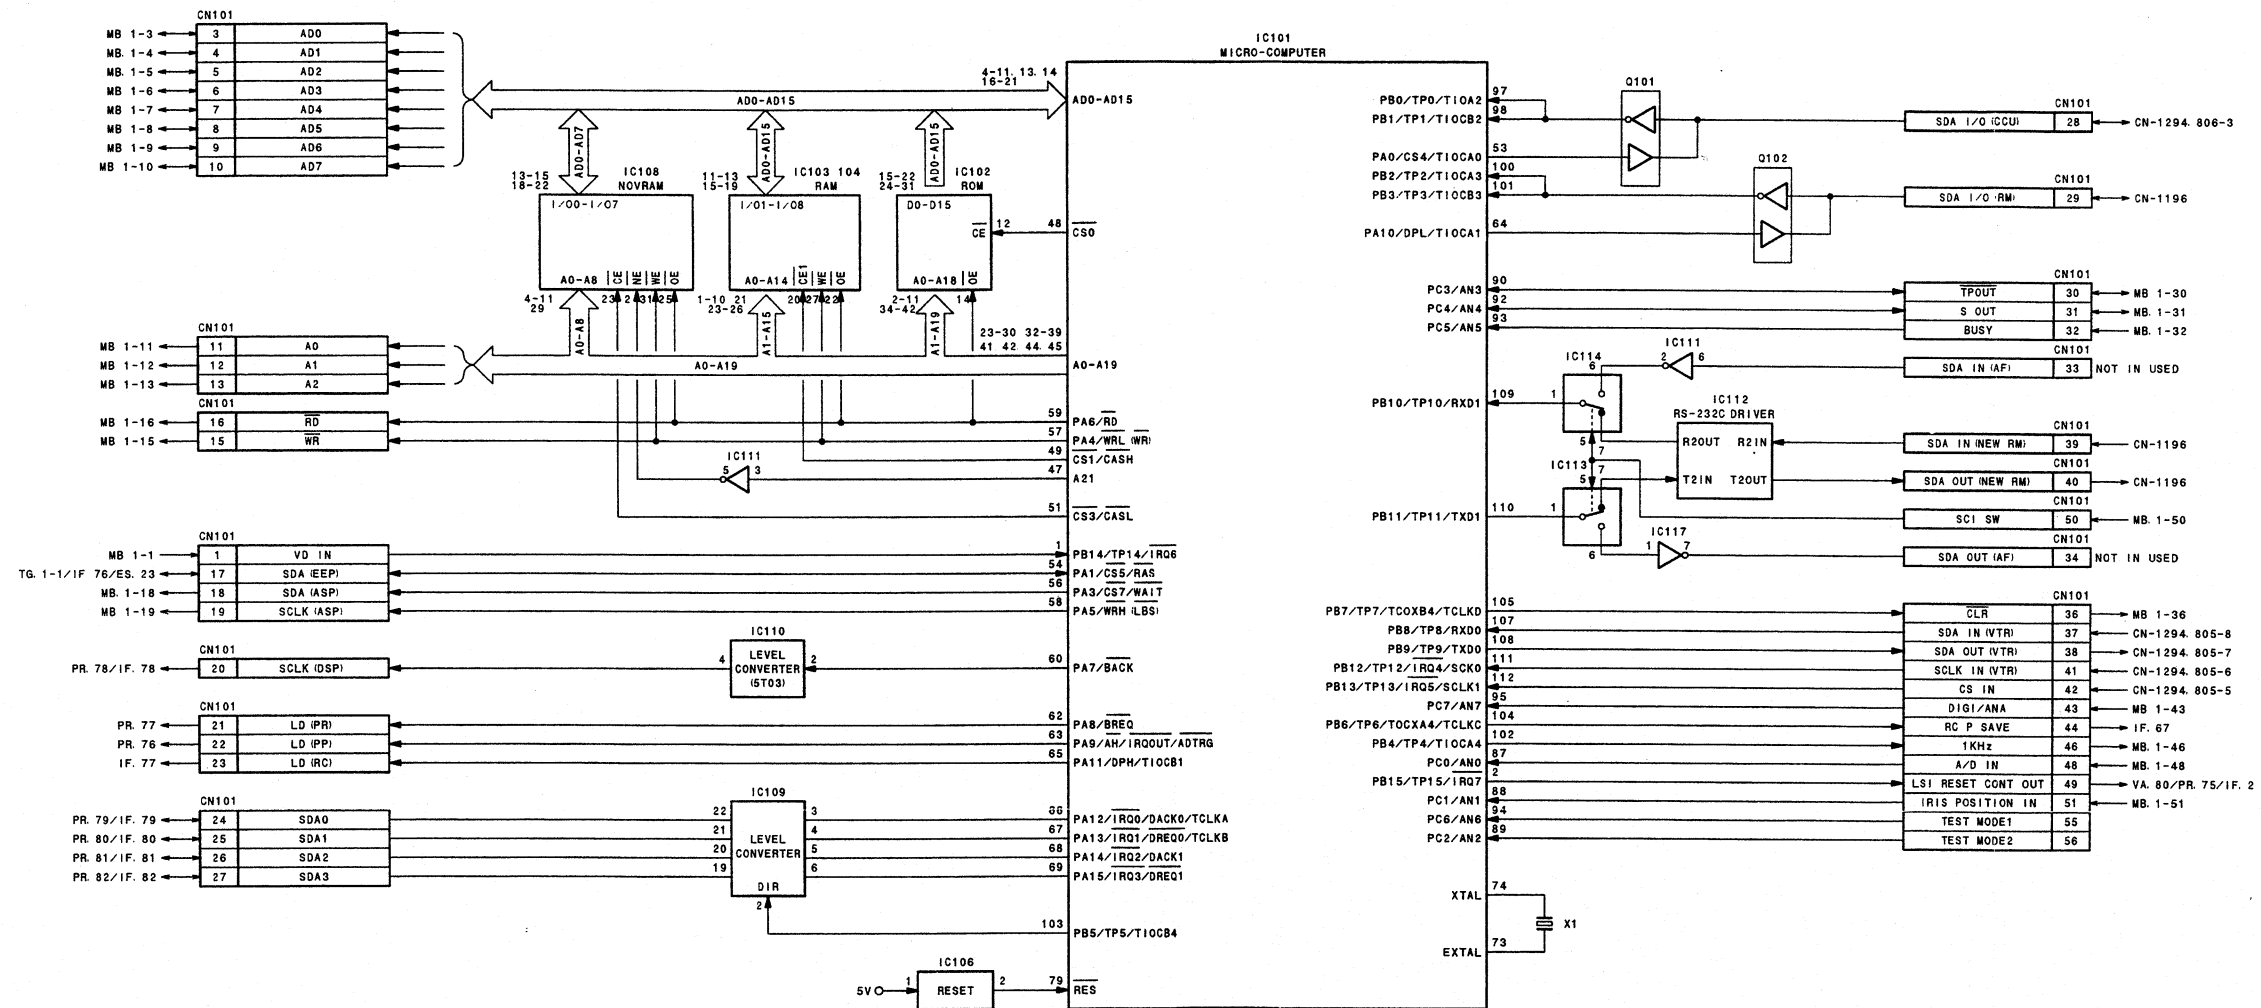 CN101
MB 1-3 3 AD0
MB. 1-4 4 AD1
MB. 1-5 5 AD2
MB 1-6 6 AD3
MB 1-7 7 AD4
MB 1-8 8 AD5
MB 1-9 9 AD6
MB 1-10 10 AD7
AD0-AD15
4-11. 13. 14
16-21
IC101
MICRO-COMPUTER
AD0-AD15
AD0-AD7
AD0-AD15
AD0-AD15
13-15
18-22
IC108
NOVRAM
I/O0-I/O7
A0-A8 CE NE WE OE
4-11
29
23 2 31 25
11-13
15-19
IC103 104
RAM
I/O1-I/O8
A0-A14 CE1 WE OE
1-10 21
23-26
20 27 22
15-22
24-31
IC102
ROM
D0-D15
CE 12 48 CS0
A0-A18 OE
2-11
34-42
14
A0-A8
A1-A15
A1-A19
23-30 32-39
41 42. 44. 45
CN101
MB 1-11 11 A0
MB 1-12 12 A1
MB 1-13 13 A2
A0-A19
A0-A19
CN101
MB 1-16 16 RD
MB 1-15 15 WR
59 PA6/RD
57 PA4/WRL (WR)
49 CS1/CASH
IC111
5 3
47 A21
51 CS3/CASL
CN101
MB 1-1 1 VD IN
TG. 1-1/IF 76/ES. 23 17 SDA (EEP)
MB. 1-18 18 SDA (ASP)
MB 1-19 19 SCLK (ASP)
1 PB14/TP14/IRQ6
54 PA1/CS5/RAS
56 PA3/CS7/WAIT
58 PA5/WRH (LBS)
CN101
PR. 78/IF. 78 20 SCLK (DSP)
IC110
LEVEL
CONVERTER
(5T03)
4 2
60 PA7/BACK
CN101
PR. 77 21 LD (PR)
PR. 76 22 LD (PP)
IF. 77 23 LD (RC)
62 PA8/BREQ
63 PA9/AH/IRQOUT/ADTRG
65 PA11/DPH/TIOCB1
CN101
PR. 79/IF. 79 24 SDA0
PR. 80/IF. 80 25 SDA1
PR. 81/IF. 81 26 SDA2
PR. 82/IF. 82 27 SDA3
IC109
LEVEL
CONVERTER
DIR
22 3
21 4
20 5
19 6
2
66 PA12/IRQ0/DACK0/TCLKA
67 PA13/IRQ1/DREQ0/TCLKB
68 PA14/IRQ2/DACK1
69 PA15/IRQ3/DREQ1
103 PB5/TP5/TIOCB4
IC106
5V 1 RESET 2
79 RES
PB0/TP0/TIOA2 97
PB1/TP1/TIOCB2 98
PA0/CS4/TIOCA0 53
PB2/TP2/TIOCA3 100
PB3/TP3/TIOCB3 101
PA10/DPL/TIOCA1 64
Q101
Q102
CN101
SDA I/O (CCU) 28 CN-1294. 806-3
CN101
SDA I/O (RM) 29 CN-1196
PC3/AN3 90
PC4/AN4 92
PC5/AN5 93
CN101
TPOUT 30 MB 1-30
S OUT 31 MB. 1-31
BUSY 32 MB. 1-32
IC114
6
1
5 7
IC111
2 6
CN101
SDA IN (AF) 33 NOT IN USED
PB10/TP10/RXD1 109
IC112
RS-232C DRIVER
R2OUT R2IN
T2IN T2OUT
CN101
SDA IN (NEW RM) 39 CN-1196
CN101
SDA OUT (NEW RM) 40 CN-1196
IC113
7
5
1
6
PB11/TP11/TXD1 110
CN101
SCI SW 50 MB. 1-50
IC117
1 7
CN101
SDA OUT (AF) 34 NOT IN USED
PB7/TP7/TCOXB4/TCLKD 105
PB8/TP8/RXD0 107
PB9/TP9/TXD0 108
PB12/TP12/IRQ4/SCK0 111
PB13/TP13/IRQ5/SCLK1 112
PC7/AN7 95
PB6/TP6/TOCXA4/TCLKC 104
PB4/TP4/TIOCA4 102
PC0/AN0 87
PB15/TP15/IRQ7 2
PC1/AN1 88
PC6/AN6 94
PC2/AN2 89
CN101
CLR 36 MB 1-36
SDA IN (VTR) 37 CN-1294. 805-8
SDA OUT (VTR) 38 CN-1294. 805-7
SCLK IN (VTR) 41 CN-1294. 805-6
CS IN 42 CN-1294. 805-5
DIGI/ANA 43 MB 1-43
RC P SAVE 44 IF. 67
1KHz 46 MB. 1-46
A/D IN 48 MB. 1-48
LSI RESET CONT OUT 49 VA. 80/PR. 75/IF. 2
IRIS POSITION IN 51 MB. 1-51
TEST MODE1 55
TEST MODE2 56
XTAL 74
X1
EXTAL 73